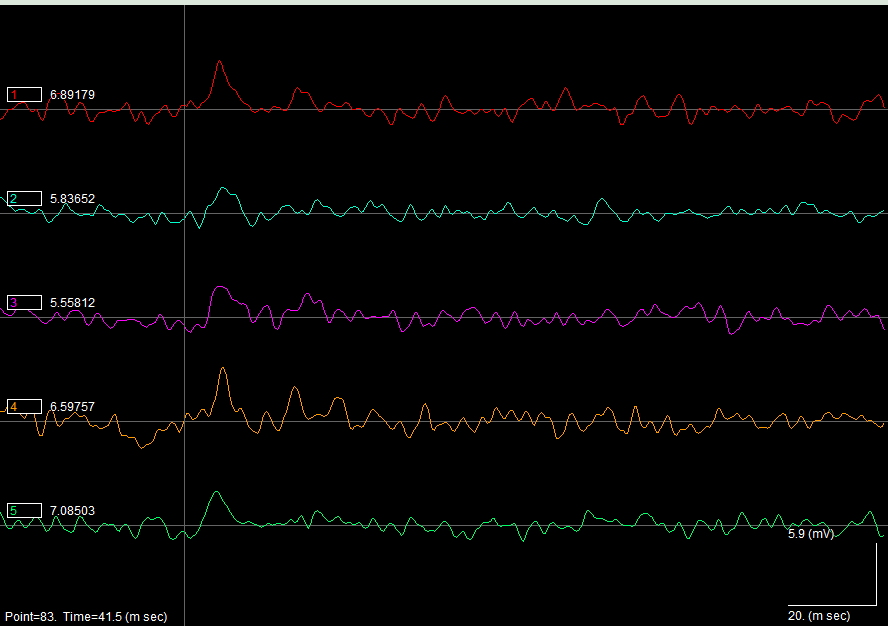 1 6.89179
2 5.83652
3 5.55812
4 6.59757
5 7.08503
5.9 (mV)
20. (m sec)
Point=83. Time=41.5 (m sec)